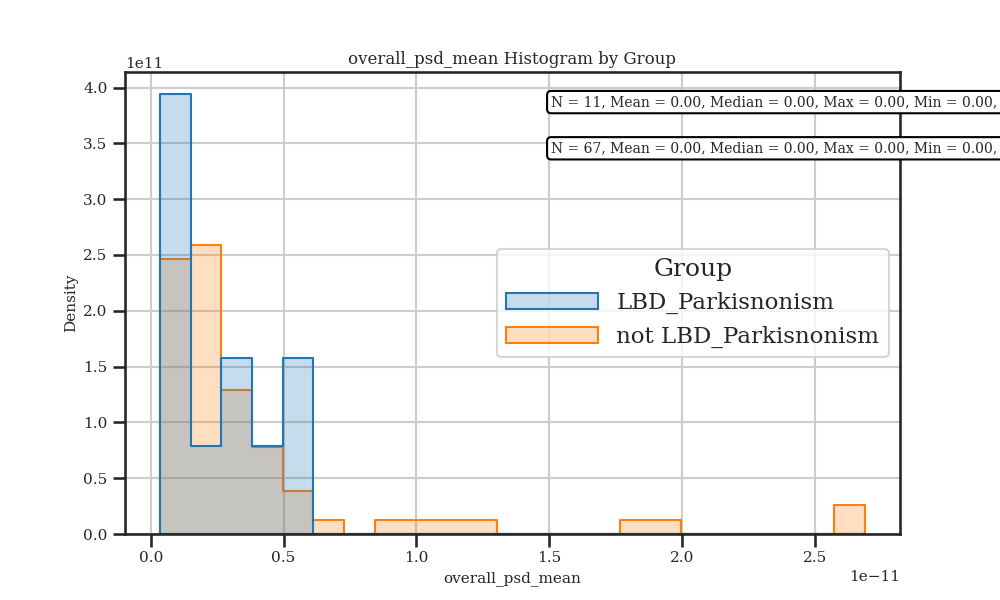 overall_psd_mean Histogram by Group
1e11
4.0
3.5
3.0
2.5
2.0
1.5
1.0
0.5
0.0
Density
N = 11, Mean = 0.00, Median = 0.00, Max = 0.00, Min = 0.00,
N = 67, Mean = 0.00, Median = 0.00, Max = 0.00, Min = 0.00,
Group
LBD_Parkisnonism
not LBD_Parkisnonism
0.0 0.5 1.0 1.5 2.0 2.5
1e−11
overall_psd_mean